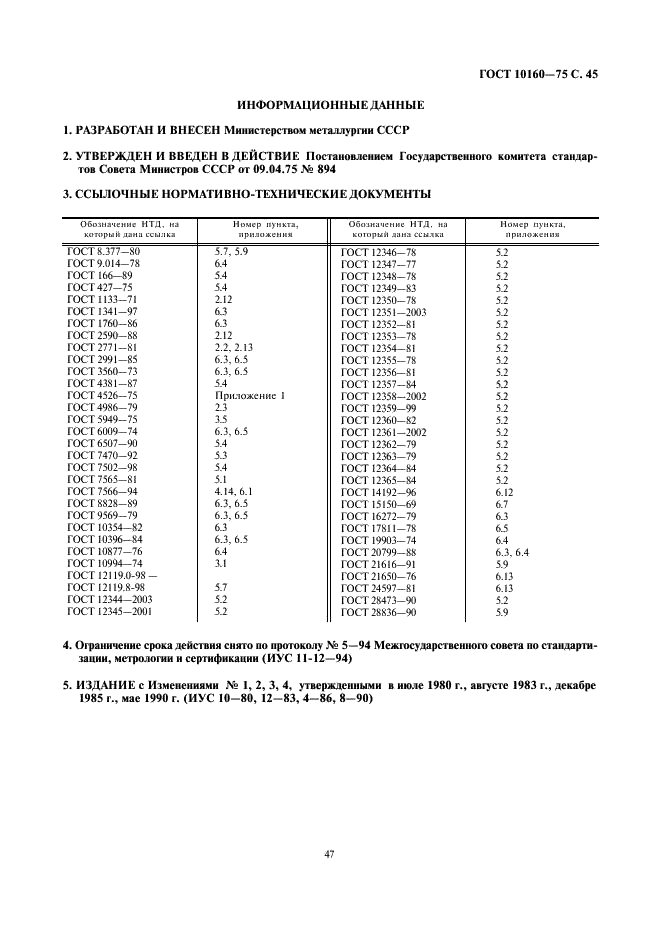 ГОСТ 10160—75 С. 45
ИНФОРМАЦИОННЫЕ ДАННЫЕ
1. РАЗРАБОТАН И ВНЕСЕН Министерством металлургии СССР
2. УТВЕРЖДЕН И ВВЕДЕН В ДЕЙСТВИЕ Постановлением Государственного комитета стандар-
тов Совета Министров СССР от 09.04.75 № 894
3. ССЫЛОЧНЫЕ НОРМАТИВНО-ТЕХНИЧЕСКИЕ ДОКУМЕНТЫ
Обозначение НТД, на который дана ссылка | Номер пункта, приложения | Обозначение НТД, на который дана ссылка | Номер пункта, приложения
ГОСТ 8.377—80 5.7, 5.9 ГОСТ 12346—78 5.2
ГОСТ 9.014—78 6.4 ГОСТ 12347—77 5.2
ГОСТ 166—89 5.4 ГОСТ 12348—78 5.2
ГОСТ 427—75 5.4 ГОСТ 12349—83 5.2
ГОСТ 1133—71 2.12 ГОСТ 12350—78 5.2
ГОСТ 1341—97 6.3 ГОСТ 12351—2003 5.2
ГОСТ 1760—86 6.3 ГОСТ 12352—81 5.2
ГОСТ 2590—88 2.12 ГОСТ 12353—78 5.2
ГОСТ 2771—81 2.2, 2.13 ГОСТ 12354—81 5.2
ГОСТ 2991—85 6.3, 6.5 ГОСТ 12355—78 5.2
ГОСТ 3560—73 6.3, 6.5 ГОСТ 12356—81 5.2
ГОСТ 4381—87 5.4 ГОСТ 12357—84 5.2
ГОСТ 4526—75 Приложение 1 ГОСТ 12358—2002 5.2
ГОСТ 4986—79 2.3 ГОСТ 12359—99 5.2
ГОСТ 5949—75 3.5 ГОСТ 12360—82 5.2
ГОСТ 6009—74 6.3, 6.5 ГОСТ 12361—2002 5.2
ГОСТ 6507—90 5.4 ГОСТ 12362—79 5.2
ГОСТ 7470—92 5.3 ГОСТ 12363—79 5.2
ГОСТ 7502—98 5.4 ГОСТ 12364—84 5.2
ГОСТ 7565—81 5.1 ГОСТ 12365—84 5.2
ГОСТ 7566—94 4.14, 6.1 ГОСТ 14192—96 6.12
ГОСТ 8828—89 6.3, 6.5 ГОСТ 15150—69 6.7
ГОСТ 9569—79 6.3, 6.5 ГОСТ 16272—79 6.3
ГОСТ 10354—82 6.3 ГОСТ 17811—78 6.5
ГОСТ 10396—84 6.3, 6.5 ГОСТ 19903—74 6.4
ГОСТ 10877—76 6.4 ГОСТ 20799—88 6.3, 6.4
ГОСТ 10994—74 3.1 ГОСТ 21616—91 5.9
ГОСТ 12119.0-98 — ГОСТ 21650—76 6.13
ГОСТ 12119.8-98 5.7 ГОСТ 24597—81 6.13
ГОСТ 12344—2003 5.2 ГОСТ 28473—90 5.2
ГОСТ 12345—2001 5.2 ГОСТ 28836—90 5.9
4. Ограничение срока действия снято по протоколу № 5—94 Межгосударственного совета по стандарти-
зации, метрологии и сертификации (ИУС 11-12—94)
5. ИЗДАНИЕ с Изменениями № 1, 2, 3, 4, утвержденными в июле 1980 г., августе 1983 г., декабре
1985 г., мае 1990 г. (ИУС 10—80, 12—83, 4—86, 8—90)
47